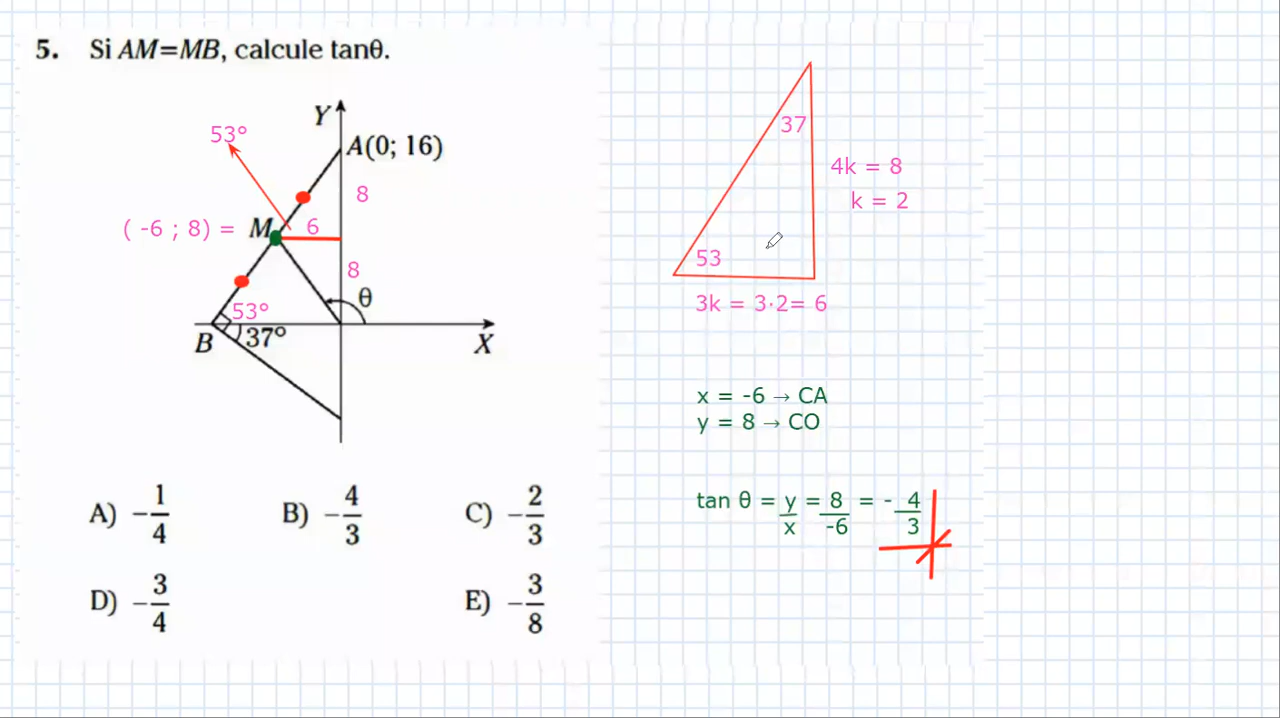 5. Si AM=MB, calcule tanθ.
Y
53°
A(0; 16)
8
( -6 ; 8) = M 6
8
θ
53°
B 37°
X
A) -1/4
B) -4/3
C) -2/3
D) -3/4
E) -3/8
37
4k = 8
k = 2
53
3k = 3·2= 6
x = -6 → CA
y = 8 → CO
tan θ = y/x = 8/-6 = - 4/3